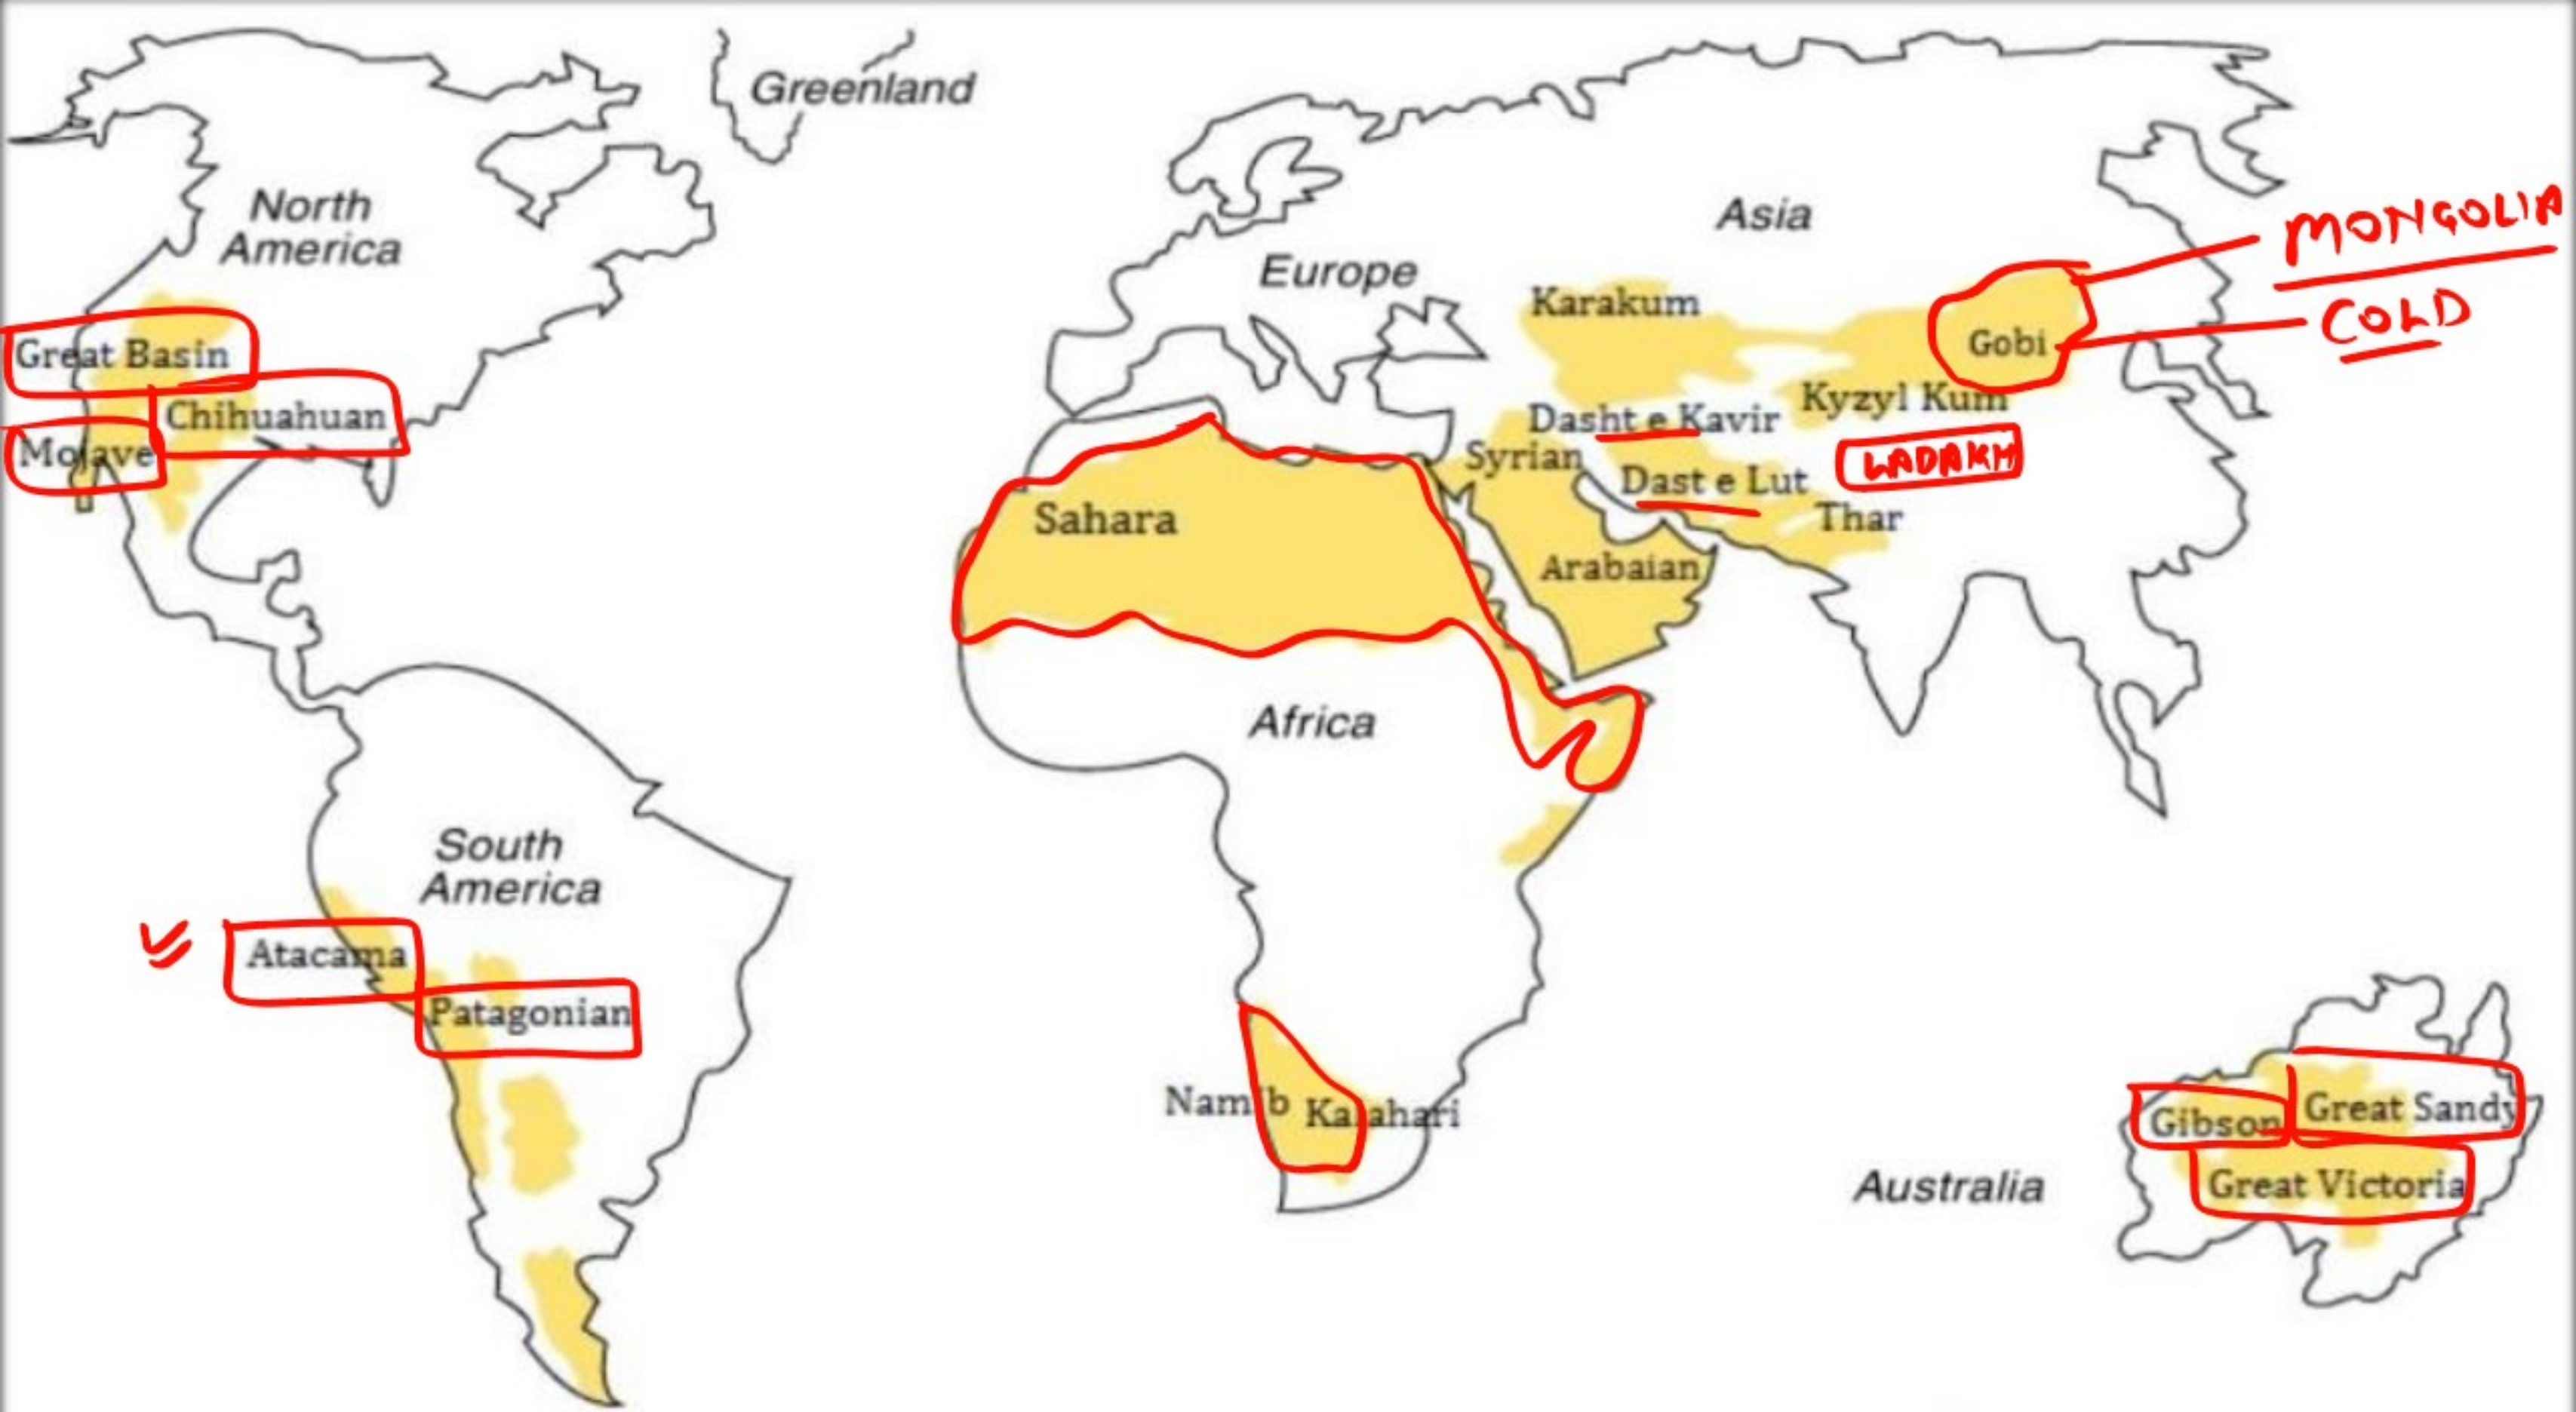 Greenland
North
America
Asia
MONGOLIA
Europe
Karakum
COLD
Great Basin
Gobi
Chihuahuan
Dasht e Kavir
Kyzyl Kum
Mojave
Syrian
LADAKH
Dast e Lut
Sahara
Thar
Arabaian
Africa
South
America
Atacama
Patagonian
Namib
Kalahari
Gibson
Great Sandy
Australia
Great Victoria